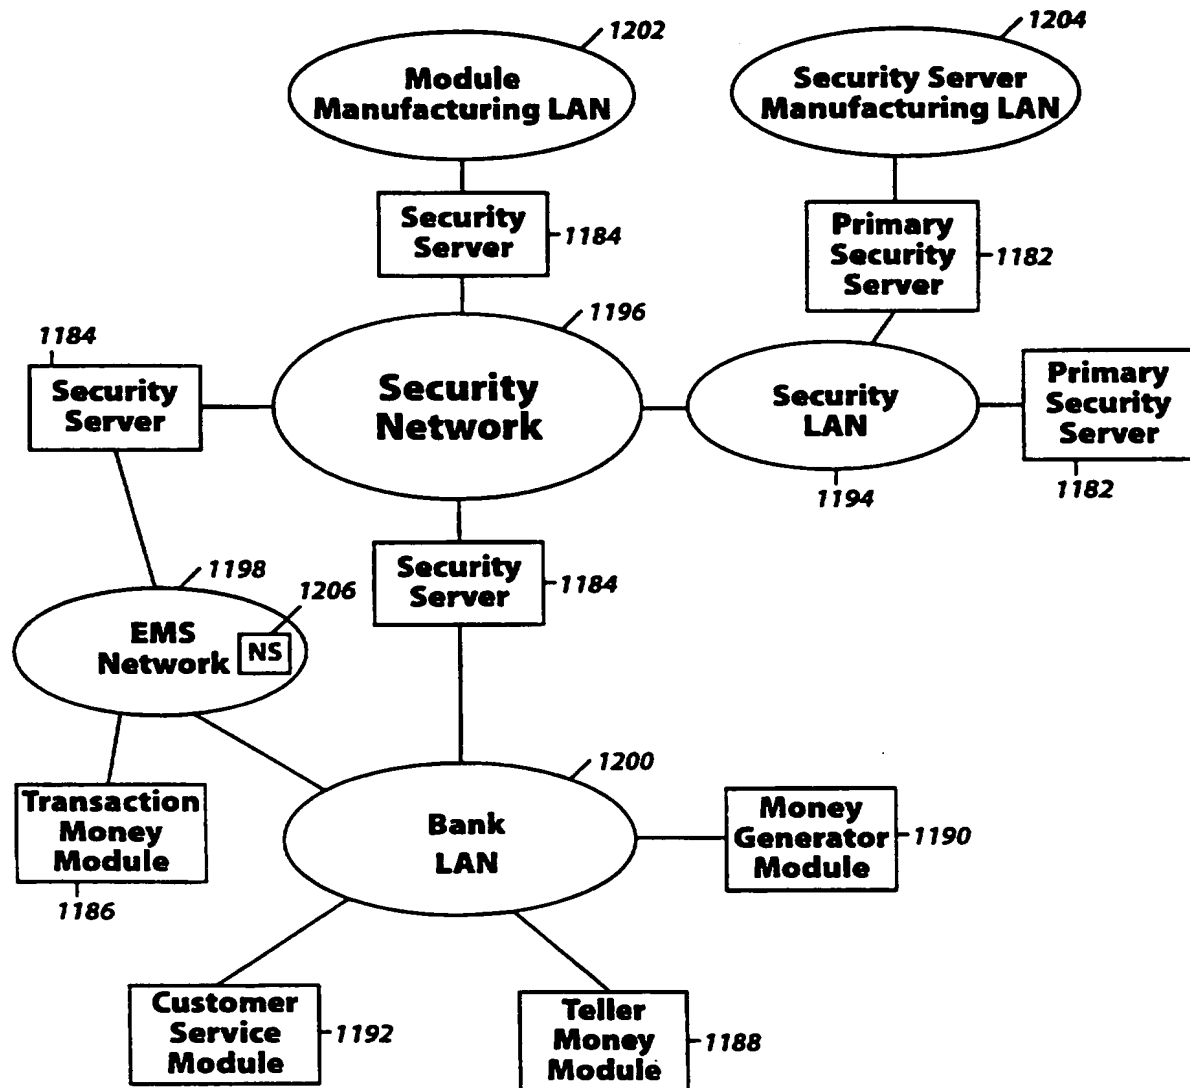 1202
Module
Manufacturing LAN
1204
Security Server
Manufacturing LAN
Security
Server
1184
Primary
Security
Server
1182
1196
Security
Network
1184
Security
Server
Security
LAN
1194
Primary
Security
Server
1182
Security
Server
1184
1198
1206
EMS
Network
NS
Transaction
Money
Module
1186
1200
Bank
LAN
Money
Generator
Module
1190
Customer
Service
Module
1192
Teller
Money
Module
1188